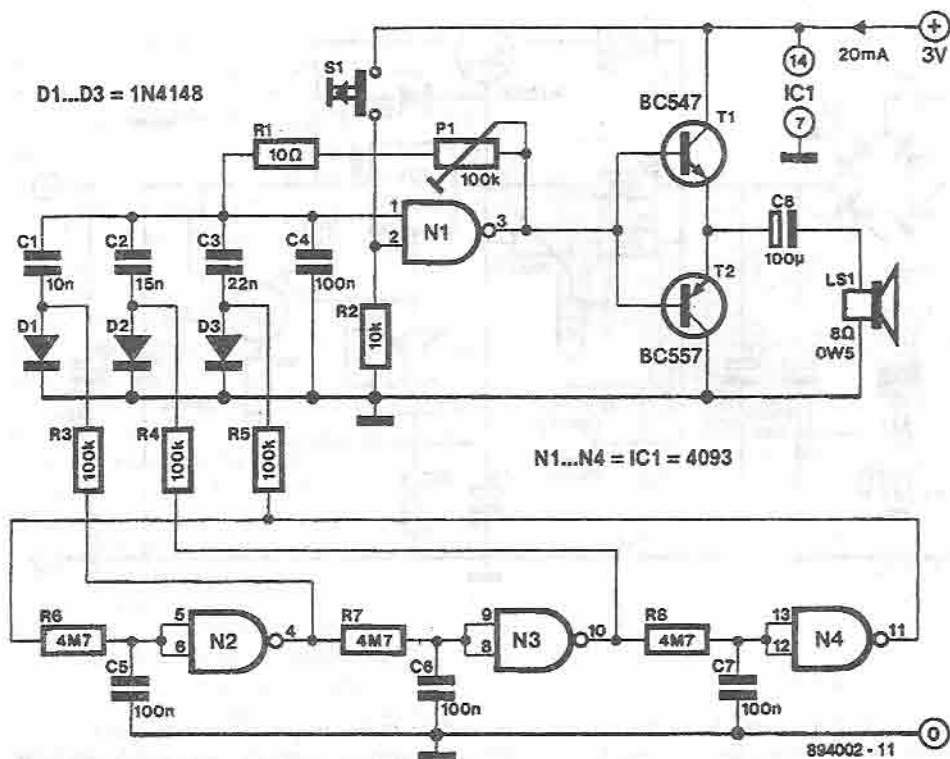 D1...D3 = 1N4148
S1
R1
10Ω
P1
100k
BC547
T1
14
IC1
7
20mA
+
3V
C1
10n
C2
15n
C3
22n
C4
100n
1
2
N1
3
R2
10k
C8
100µ
T2
BC557
LS1
8Ω
0W5
D1
D2
D3
R3
100k
R4
100k
R5
100k
N1...N4 = IC1 = 4093
R6
4M7
5
6
N2
4
R7
4M7
9
8
N3
10
R8
4M7
13
12
N4
11
C5
100n
C6
100n
C7
100n
0
894002 - 11